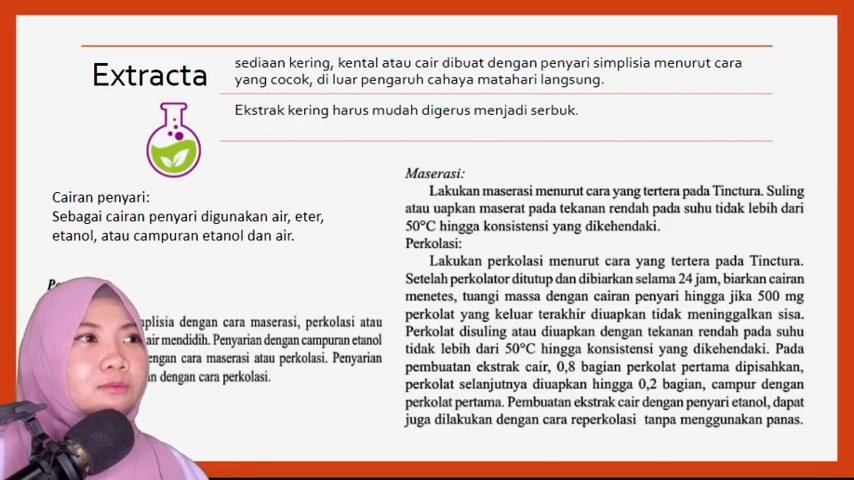 Extracta
sediaan kering, kental atau cair dibuat dengan penyari simplisia menurut cara
yang cocok, di luar pengaruh cahaya matahari langsung.
Ekstrak kering harus mudah digerus menjadi serbuk.
Cairan penyari:
Sebagai cairan penyari digunakan air, eter,
etanol, atau campuran etanol dan air.
dengan cara maserasi, perkolasi atau
air mendidih. Penyarian dengan campuran etanol
cara maserasi atau perkolasi. Penyarian
dengan cara perkolasi.
Maserasi:
Lakukan maserasi menurut cara yang tertera pada Tinctura. Suling
atau uapkan maserat pada tekanan rendah pada suhu tidak lebih dari
50°C hingga konsistensi yang dikehendaki.
Perkolasi:
Lakukan perkolasi menurut cara yang tertera pada Tinctura.
Setelah perkolator ditutup dan dibiarkan selama 24 jam, biarkan cairan
menetes, tuangi massa dengan cairan penyari hingga jika 500 mg
perkolat yang keluar terakhir diuapkan tidak meninggalkan sisa.
Perkolat disuling atau diuapkan dengan tekanan rendah pada suhu
tidak lebih dari 50°C hingga konsistensi yang dikehendaki. Pada
pembuatan ekstrak cair, 0,8 bagian perkolat pertama dipisahkan,
perkolat selanjutnya diuapkan hingga 0,2 bagian, campur dengan
perkolat pertama. Pembuatan ekstrak cair dengan penyari etanol, dapat
juga dilakukan dengan cara reperkolasi tanpa menggunakan panas.